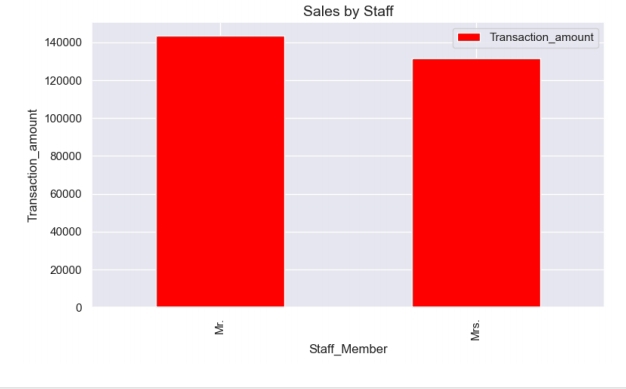 Sales by Staff
Transaction_amount
140000
120000
100000
80000
60000
40000
20000
0
Transaction_amount
Mr.
Mrs.
Staff_Member